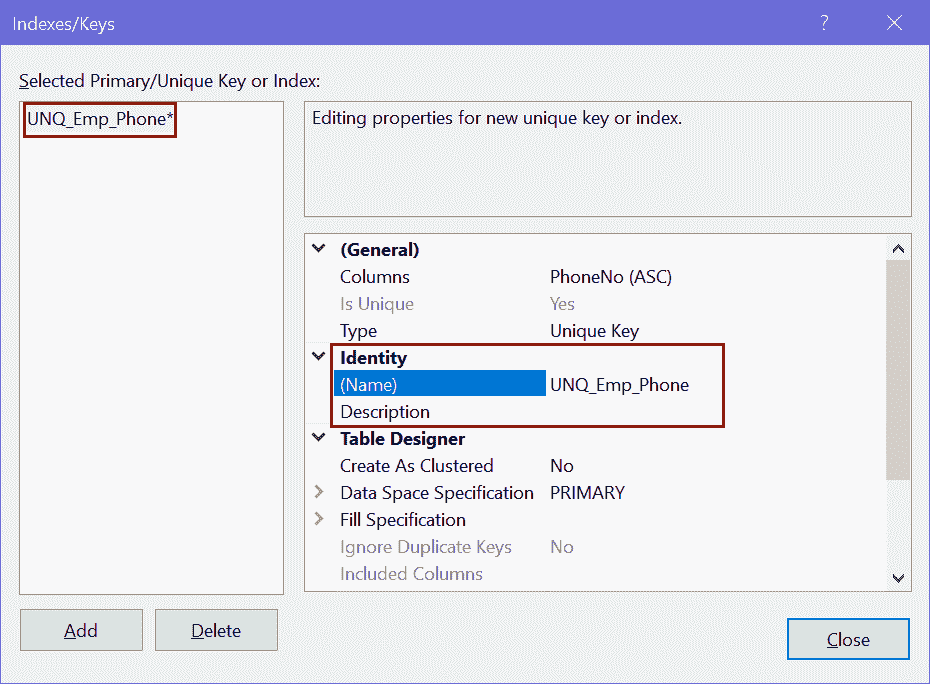 Indexes/Keys
?
Selected Primary/Unique Key or Index:
UNQ_Emp_Phone*
Editing properties for new unique key or index.
(General)
Columns PhoneNo (ASC)
Is Unique Yes
Type Unique Key
Identity
(Name) UNQ_Emp_Phone
Description
Table Designer
Create As Clustered No
Data Space Specification PRIMARY
Fill Specification
Ignore Duplicate Keys No
Included Columns
Add Delete
Close